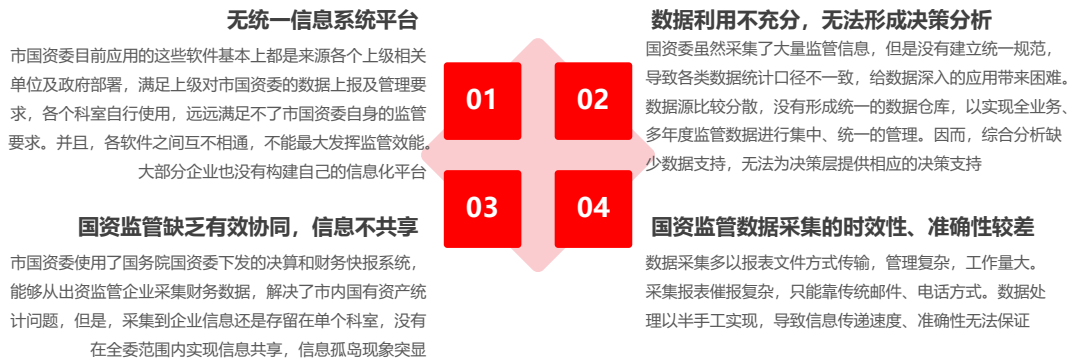 无统一信息系统平台
市国资委目前应用的这些软件基本上都是来源各个上级相关
单位及政府部署，满足上级对市国资委的数据上报及管理要
求，各个科室自行使用，远远满足不了市国资委自身的监管
要求。并且，各软件之间互不相通，不能最大发挥监管效能。
大部分企业也没有构建自己的信息化平台
01
02
数据利用不充分，无法形成决策分析
国资委虽然采集了大量监管信息，但是没有建立统一规范，
导致各类数据统计口径不一致，给数据深入的应用带来困难。
数据源比较分散，没有形成统一的数据仓库，以实现全业务、
多年度监管数据进行集中、统一的管理。因而，综合分析缺
少数据支持，无法为决策层提供相应的决策支持
国资监管缺乏有效协同，信息不共享
市国资委使用了国务院国资委下发的决算和财务快报系统，
能够从出资监管企业采集财务数据，解决了市内国有资产统
计问题，但是，采集到企业信息还是存留在单个科室，没有
在全委范围内实现信息共享，信息孤岛现象突显
03
04
国资监管数据采集的时效性、准确性较差
数据采集多以报表文件方式传输，管理复杂，工作量大。
采集报表催报复杂，只能靠传统邮件、电话方式。数据处
理以半手工实现，导致信息传递速度、准确性无法保证